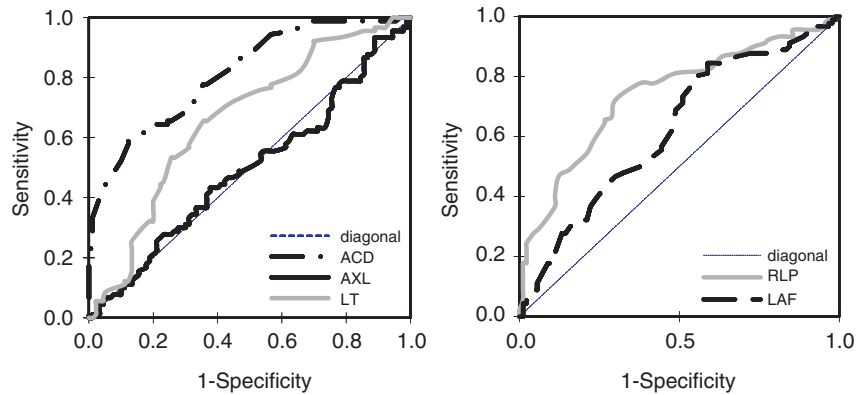 1.0
0.8
0.6
0.4
0.2
0.0
Sensitivity
0.0 0.2 0.4 0.6 0.8 1.0
1-Specificity
diagonal
ACD
AXL
LT
1.0
0.8
0.6
0.4
0.2
0.0
Sensitivity
0.0 0.5 1.0
1-Specificity
diagonal
RLP
LAF